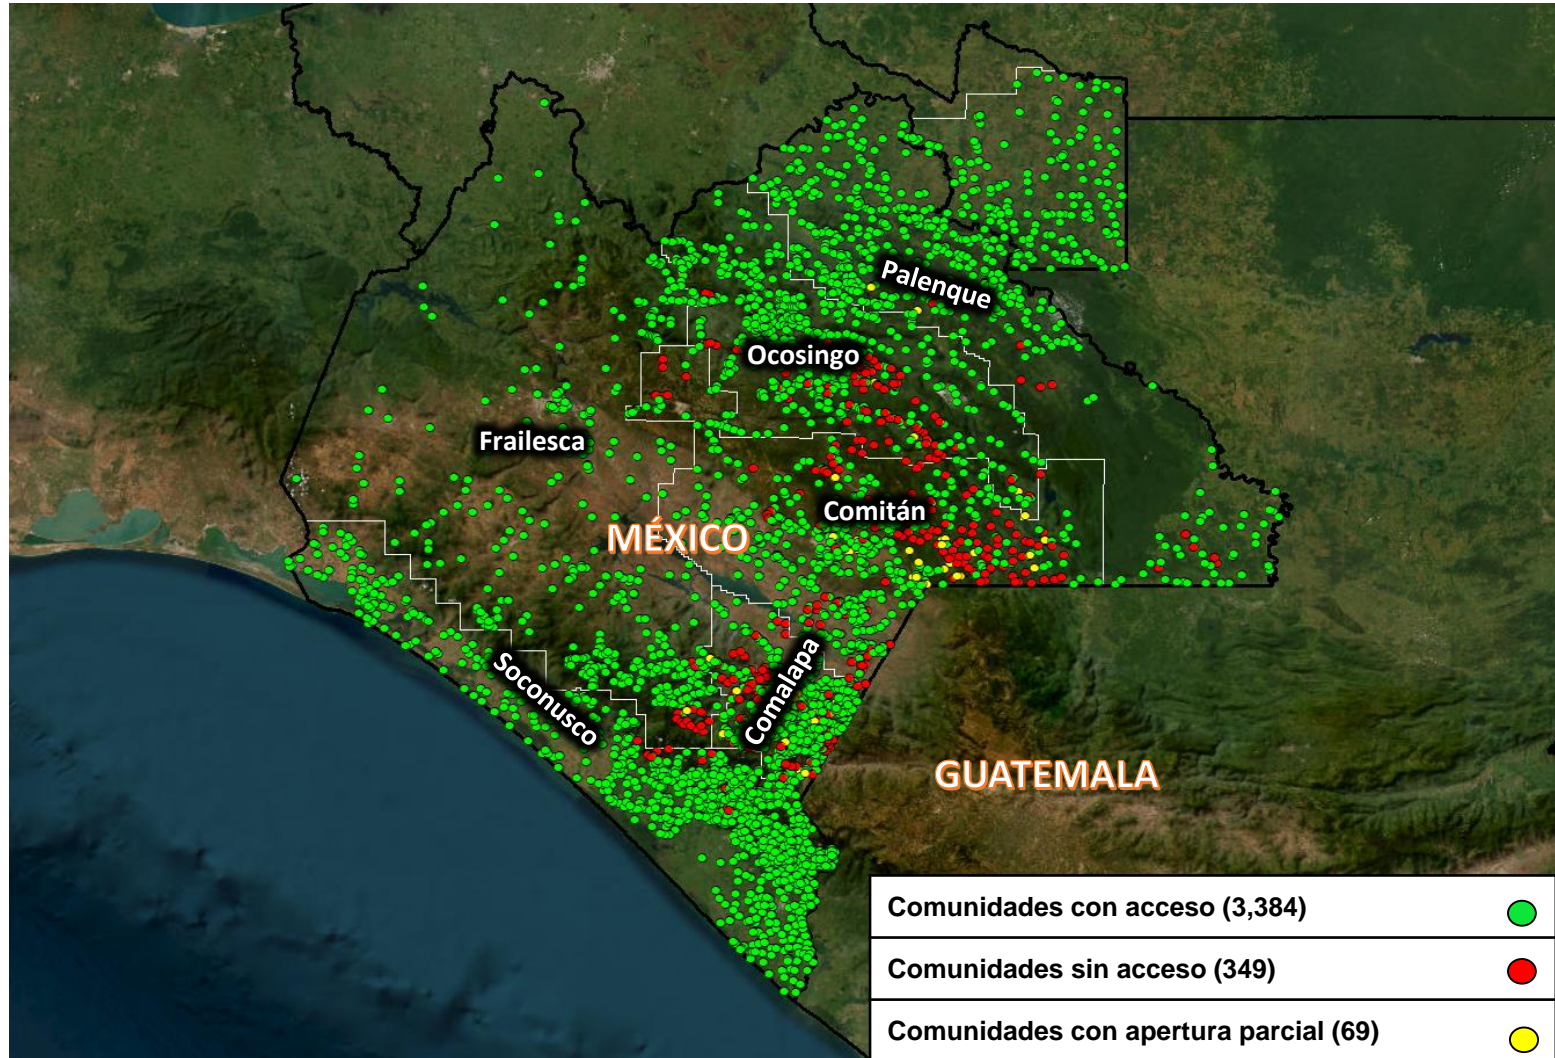 Palenque
Ocosingo
Frailesca
Comitán
MÉXICO
Soconusco
Comalapa
GUATEMALA
Comunidades con acceso (3,384)
Comunidades sin acceso (349)
Comunidades con apertura parcial (69)